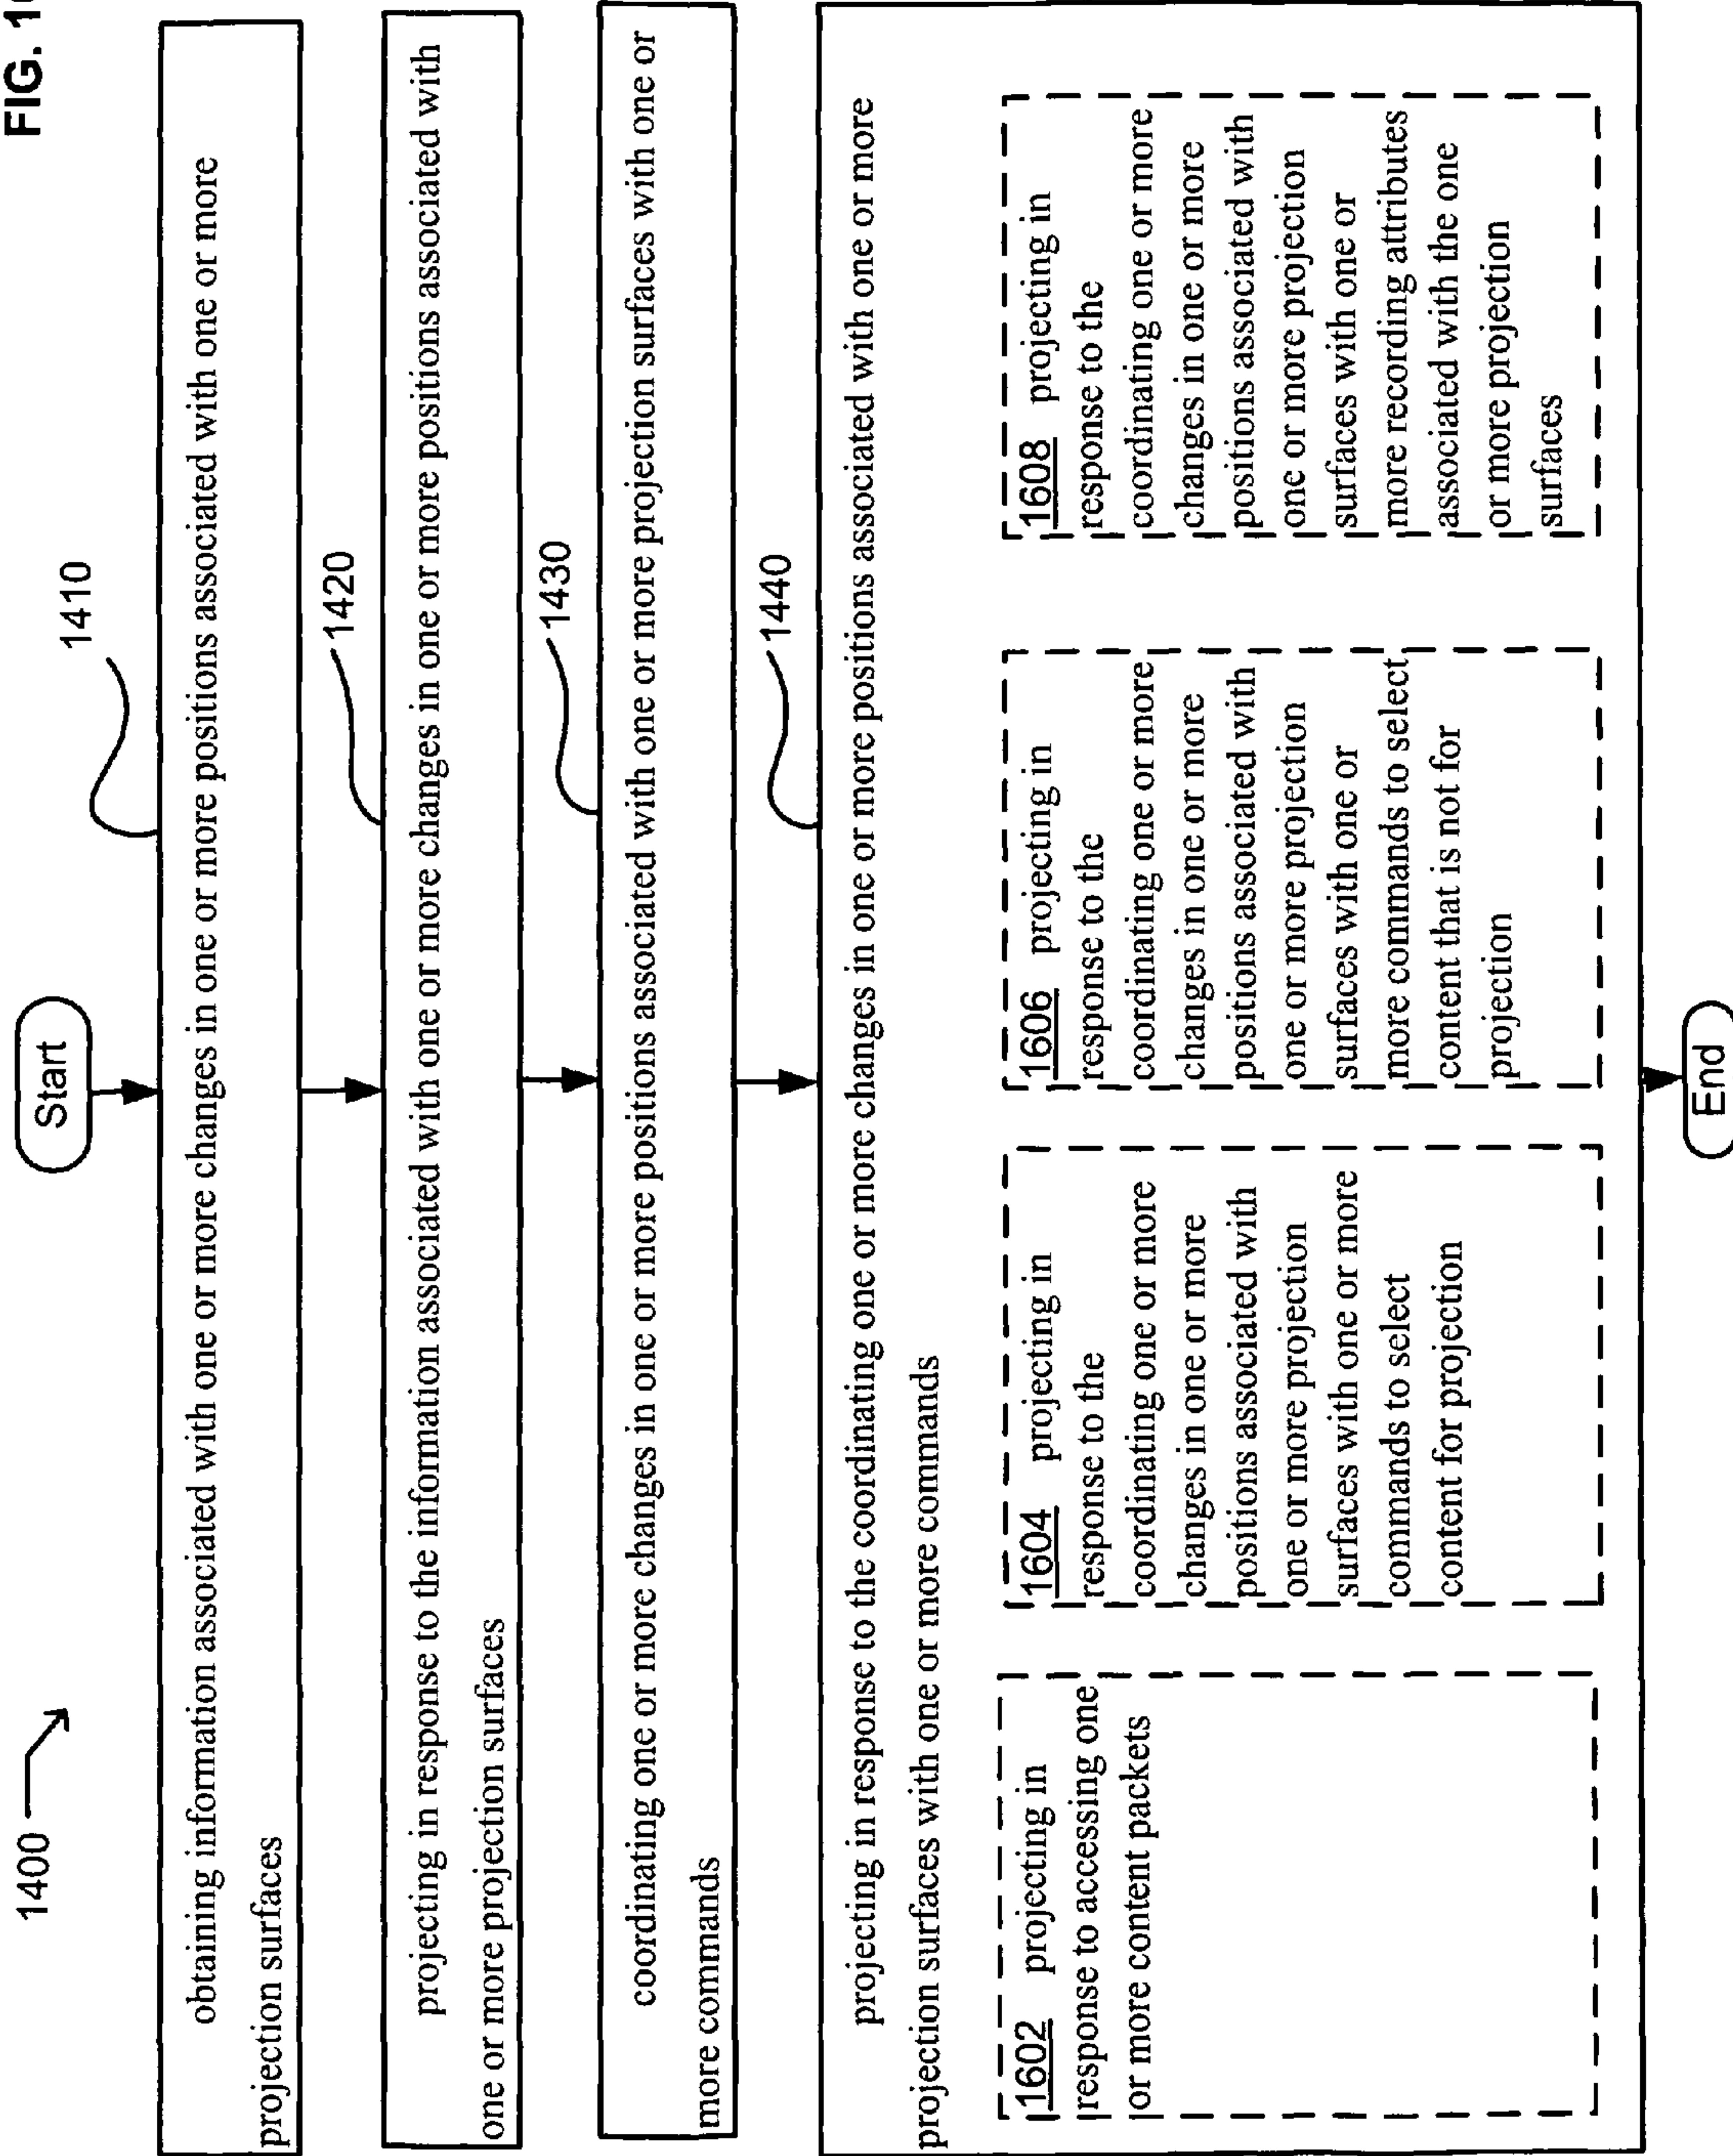 FIG.
1400
Start
1410
obtaining information associated with one or more changes in one or more positions associated with one or more
projection surfaces
1420
projecting in response to the information associated with one or more changes in one or more positions associated with
one or more projection surfaces
1430
coordinating one or more changes in one or more positions associated with one or more projection surfaces with one or
more commands
1440
projecting in response to the coordinating one or more changes in one or more positions associated with one or more
projection surfaces with one or more commands
1602 projecting in
response to accessing one
or more content packets
1604 projecting in
response to the
coordinating one or more
changes in one or more
positions associated with
one or more projection
surfaces with one or more
commands to select
content for projection
1606 projecting in
response to the
coordinating one or more
changes in one or more
positions associated with
one or more projection
surfaces with one or
more commands to select
content that is not for
projection
1608 projecting in
response to the
coordinating one or more
changes in one or more
positions associated with
one or more projection
surfaces with one or
more recording attributes
associated with the one
or more projection
surfaces
End